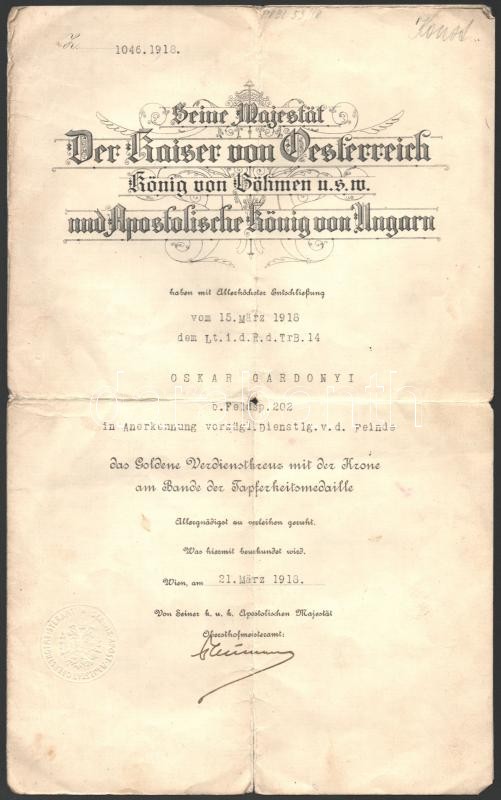 Z. 1046.1918.
Seine Majestät
Der Kaiser von Oesterreich
König von Böhmen u.s.w.
und Apostolische König von Ungarn
haben mit Allerhöchster Entschließung
vom 15.März 1918
dem Lt.i.d.R.d.TrB.14
OSKAR GARDONYI
b.Feldsp.202
in Anerkennung vorzügl.Dienstlg.v.d. Feinde
das Goldene Verdienstkreuz mit der Krone
am Bande der Tapferkeitsmedaille
Allergnädigst zu verleihen geruht.
Was hiermit beurkundet wird.
Wien, am 21.März 1918.
Von Seiner k. u. k. Apostolischen Majestät
Obersthofmeisteramt: